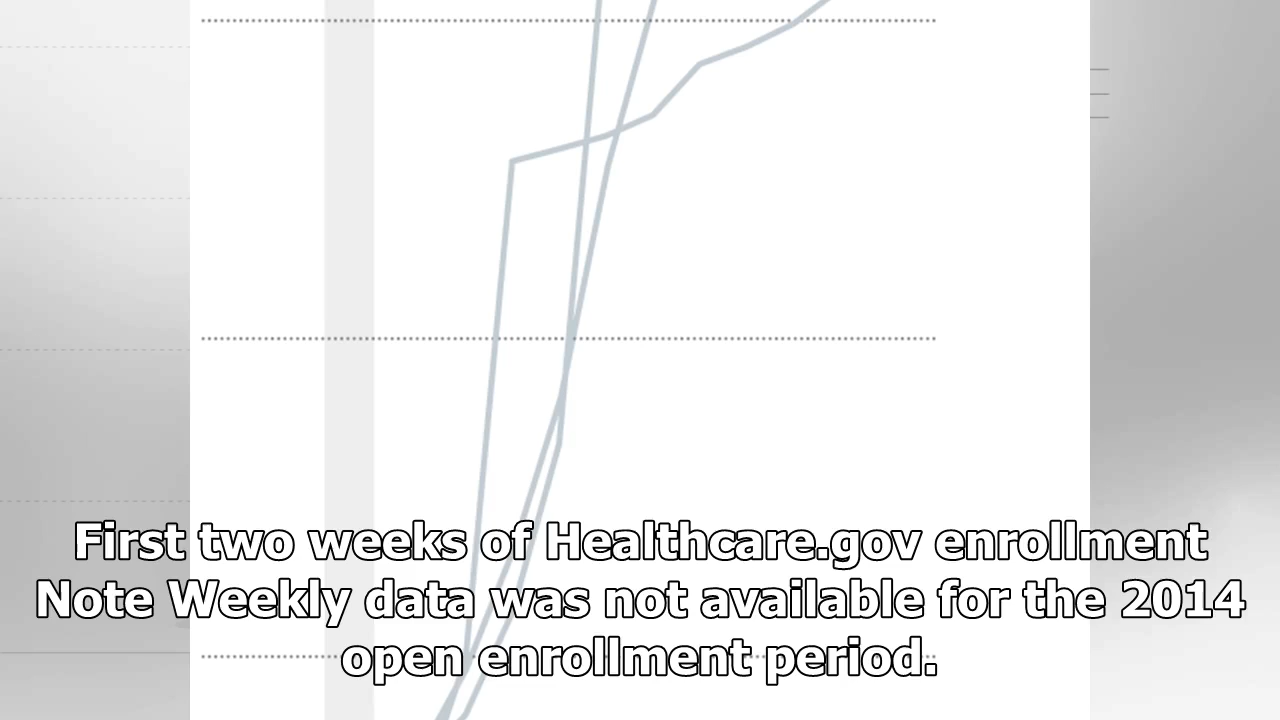 First two weeks of Healthcare.gov enrollment
Note Weekly data was not available for the 2014
open enrollment period.